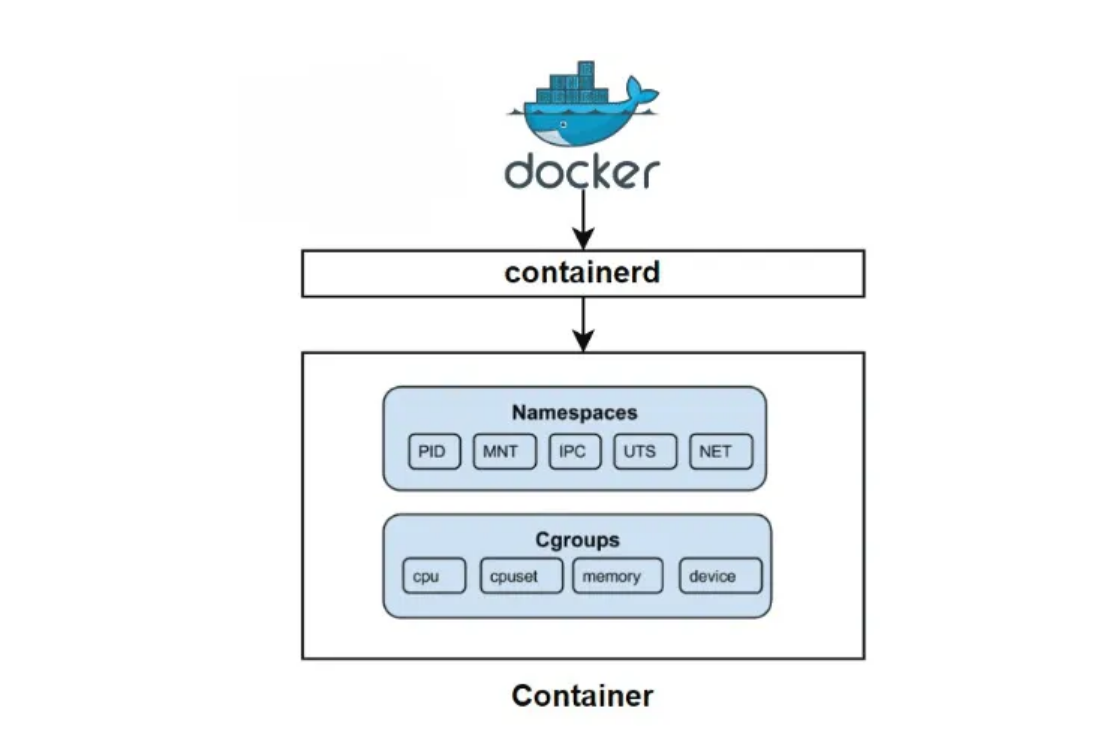 docker
containerd
Namespaces
PID MNT IPC UTS NET
Cgroups
cpu cpuset memory device
Container